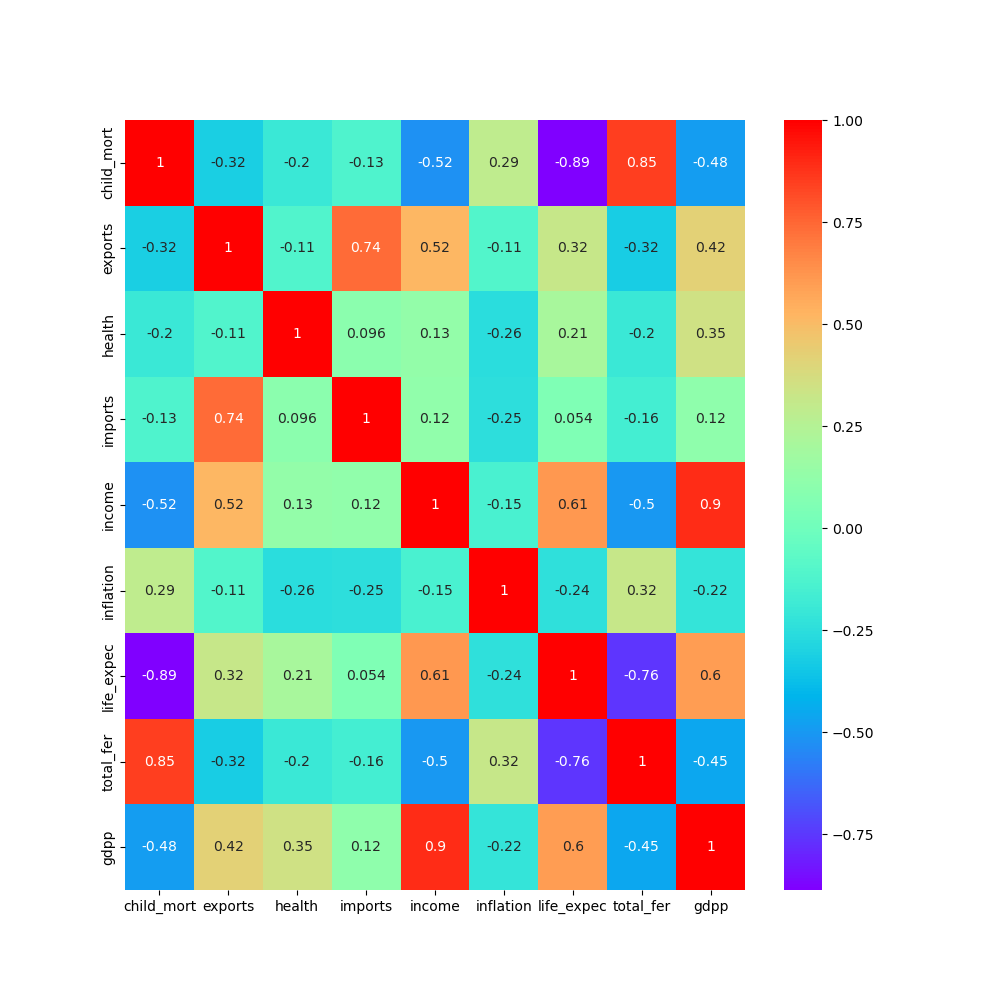 child_mort 1 -0.32 -0.2 -0.13 -0.52 0.29 -0.89 0.85 -0.48
exports -0.32 1 -0.11 0.74 0.52 -0.11 0.32 -0.32 0.42
health -0.2 -0.11 1 0.096 0.13 -0.26 0.21 -0.2 0.35
imports -0.13 0.74 0.096 1 0.12 -0.25 0.054 -0.16 0.12
income -0.52 0.52 0.13 0.12 1 -0.15 0.61 -0.5 0.9
inflation 0.29 -0.11 -0.26 -0.25 -0.15 1 -0.24 0.32 -0.22
life_expec -0.89 0.32 0.21 0.054 0.61 -0.24 1 -0.76 0.6
total_fer 0.85 -0.32 -0.2 -0.16 -0.5 0.32 -0.76 1 -0.45
gdpp -0.48 0.42 0.35 0.12 0.9 -0.22 0.6 -0.45 1
child_mort exports health imports income inflation life_expec total_fer gdpp
1.00
0.75
0.50
0.25
0.00
−0.25
−0.50
−0.75